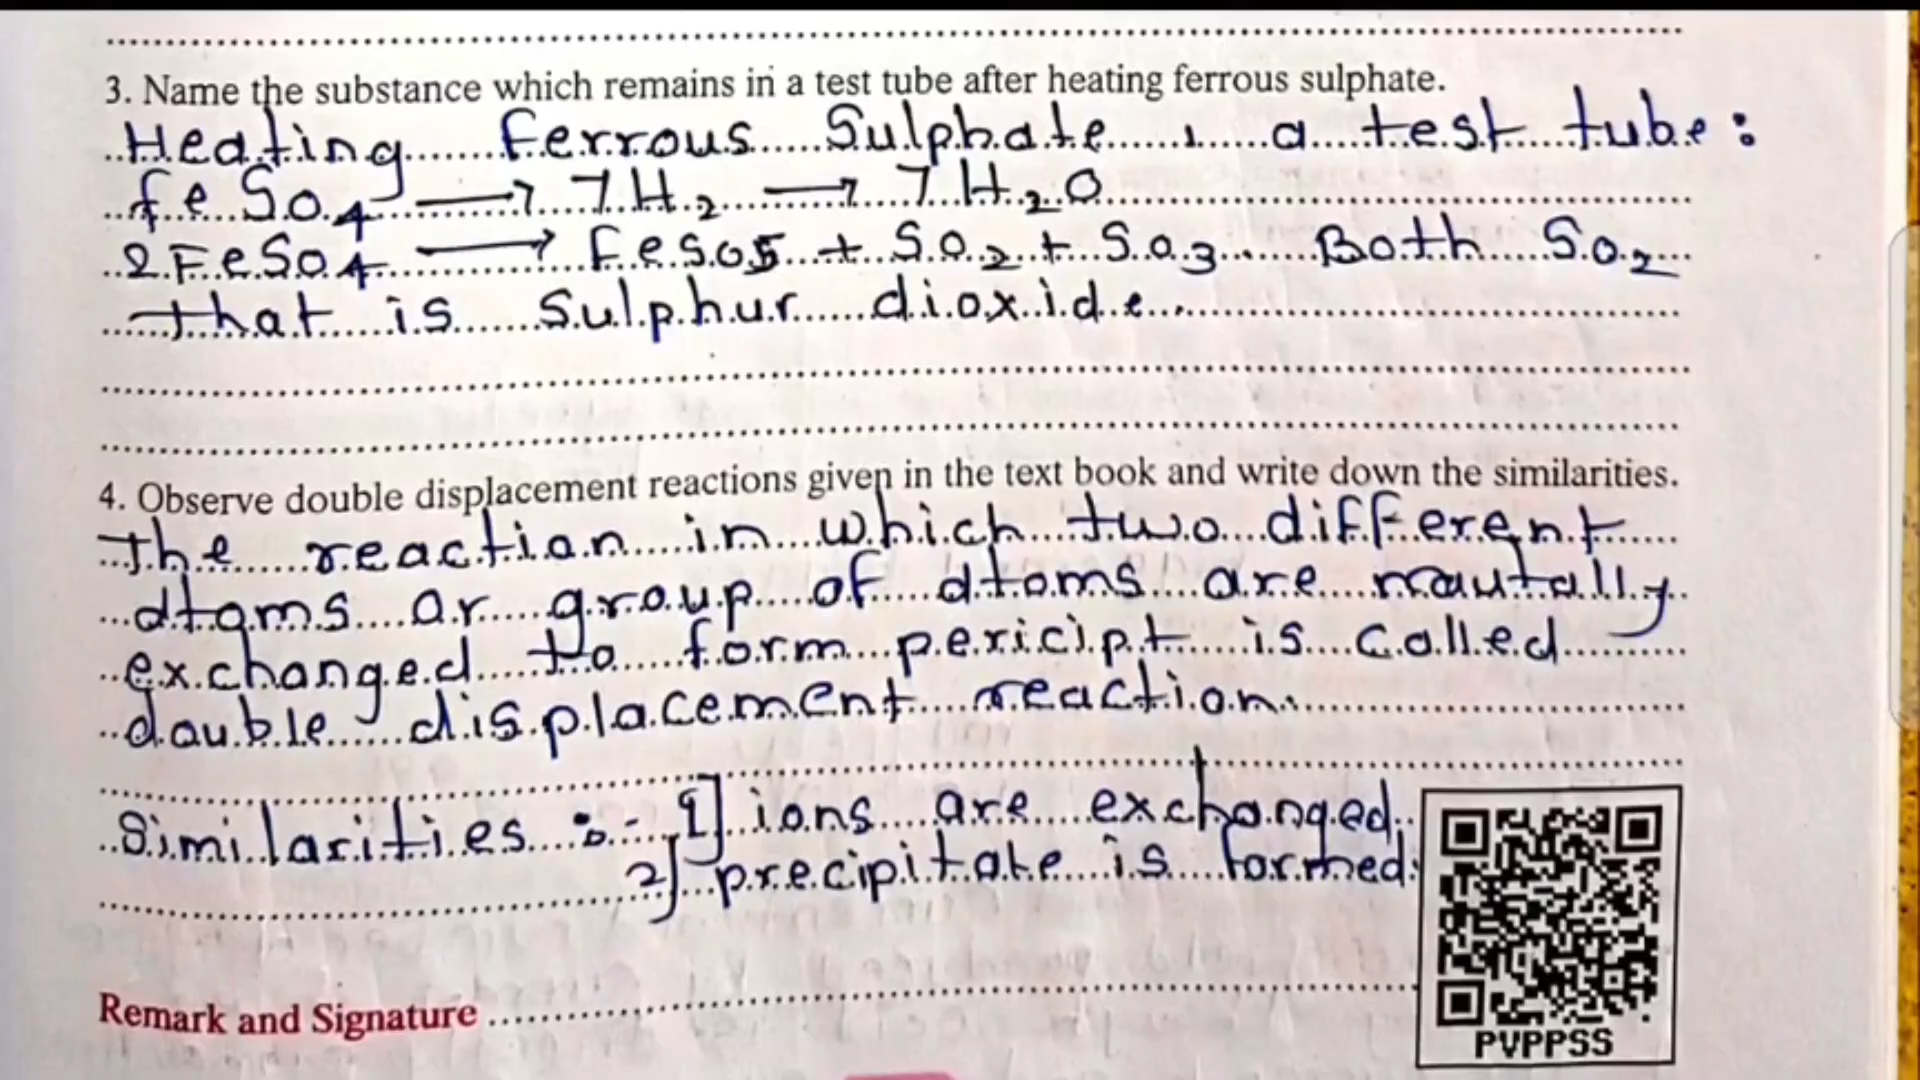 3. Name the substance which remains in a test tube after heating ferrous sulphate.
Heating Ferrous Sulphate, a test tube:
feSO4 → 7H2 → 7H2O
2FeSO4 → feSO5 + SO2 + SO3. Both SO2
that is Sulphur dioxide.
4. Observe double displacement reactions given in the text book and write down the similarities.
The reaction in which two different
atoms or group of atoms are mautally
exchanged to form pericipt is called
double displacement reaction.
Similarities :- 1] ions are exchanged.
2] precipitate is formed.
Remark and Signature
PVPPSS